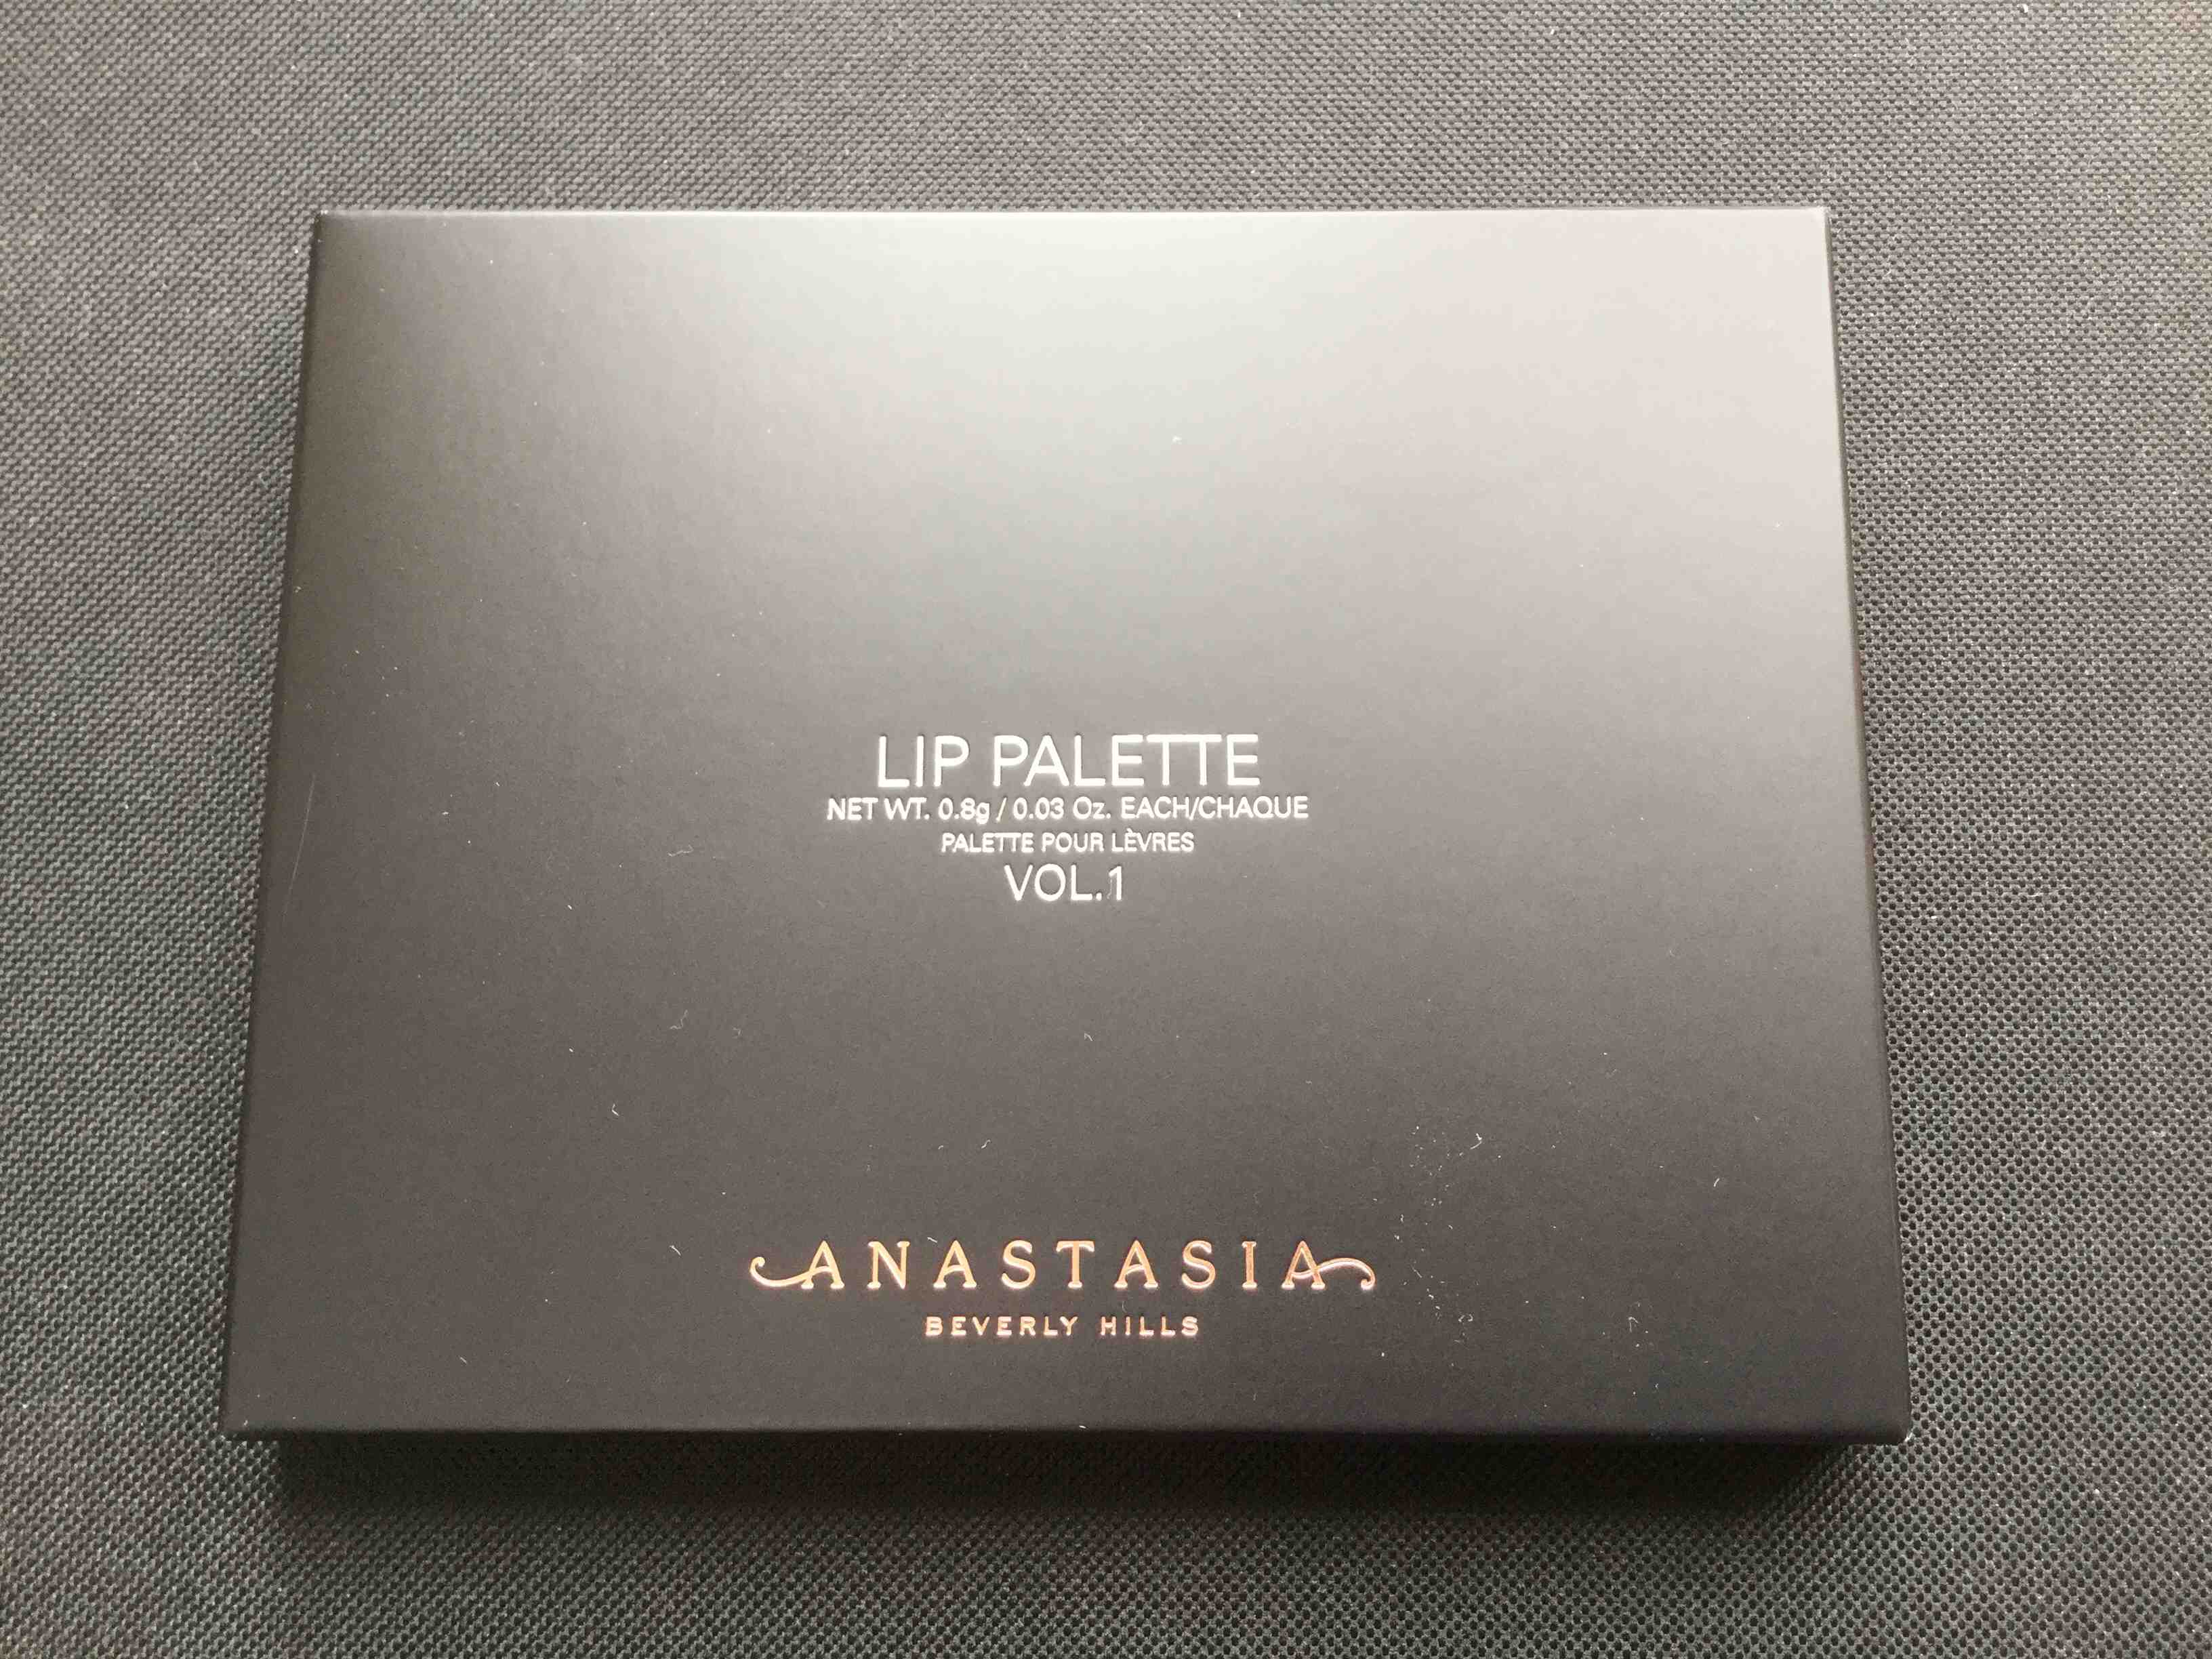 LIP PALETTE
NET WT. 0.8g / 0.03 Oz. EACH/CHAQUE
PALETTE POUR LÈVRES
VOL.1
ANASTASIA
BEVERLY HILLS